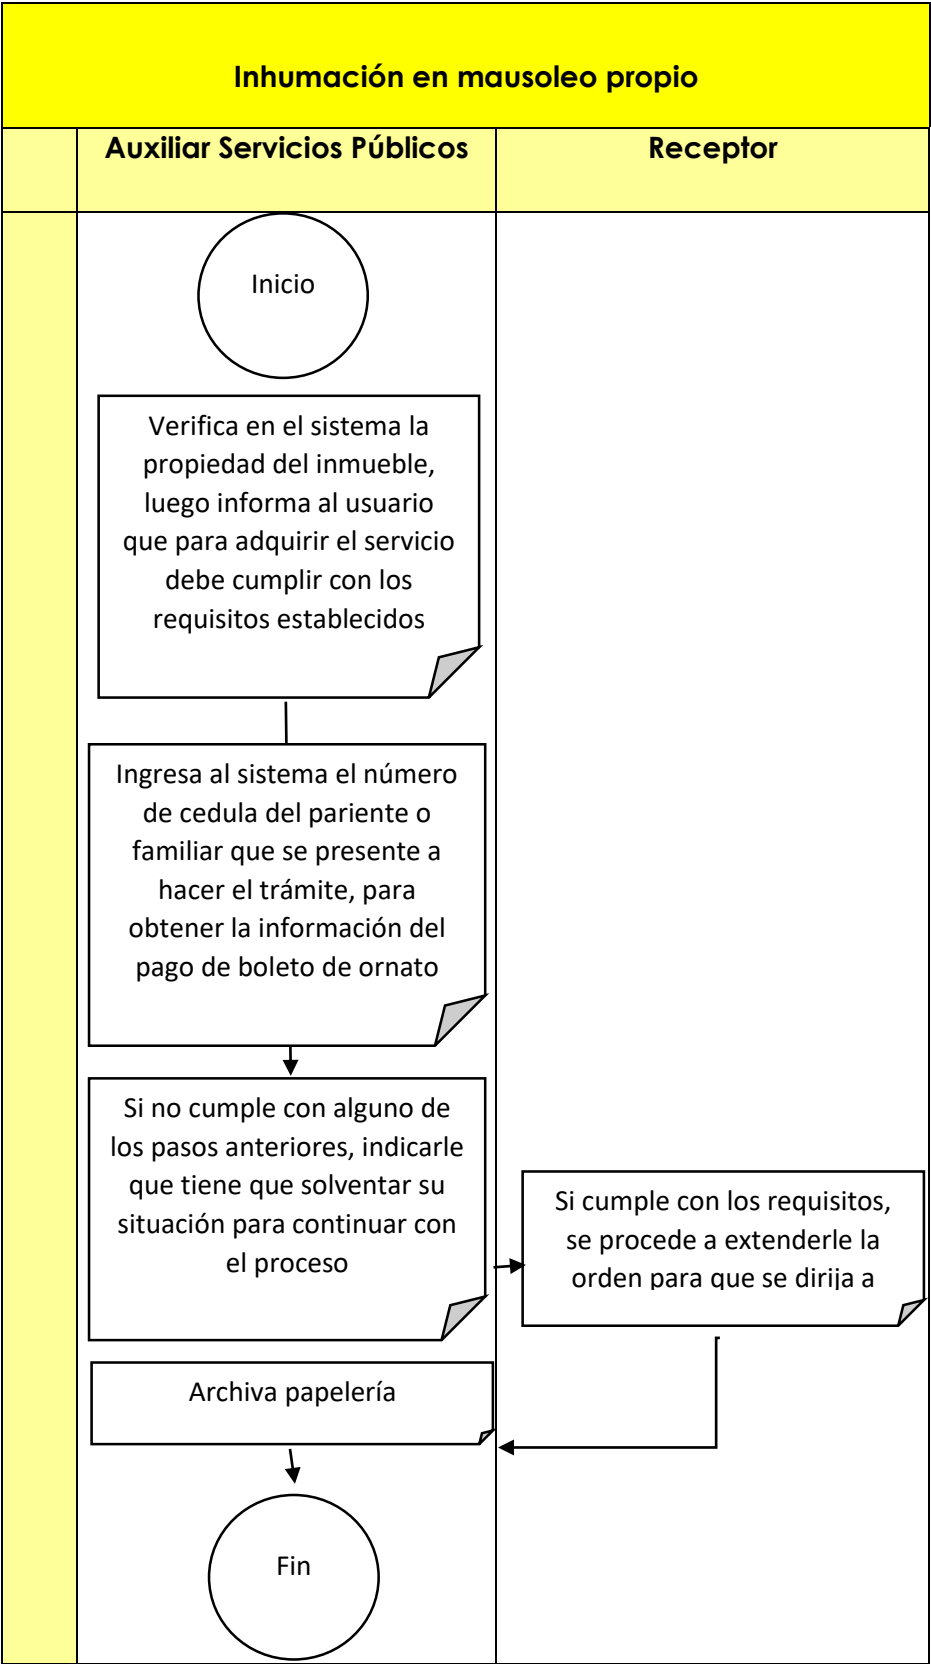 Inhumación en mausoleo propio
Auxiliar Servicios Públicos
Receptor
Inicio
Verifica en el sistema la
propiedad del inmueble,
luego informa al usuario
que para adquirir el servicio
debe cumplir con los
requisitos establecidos
Ingresa al sistema el número
de cedula del pariente o
familiar que se presente a
hacer el trámite, para
obtener la información del
pago de boleto de ornato
Si no cumple con alguno de
los pasos anteriores, indicarle
que tiene que solventar su
situación para continuar con
el proceso
Si cumple con los requisitos,
se procede a extenderle la
orden para que se dirija a
Archiva papelería
Fin